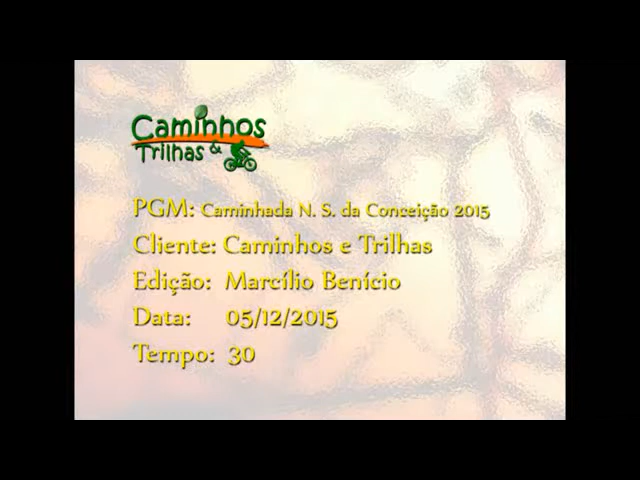 Caminhos
Trilhas &
PGM: Caminhada N. S. da Conceição 2015
Cliente: Caminhos e Trilhas
Edição: Marcílio Benício
Data: 05/12/2015
Tempo: 30